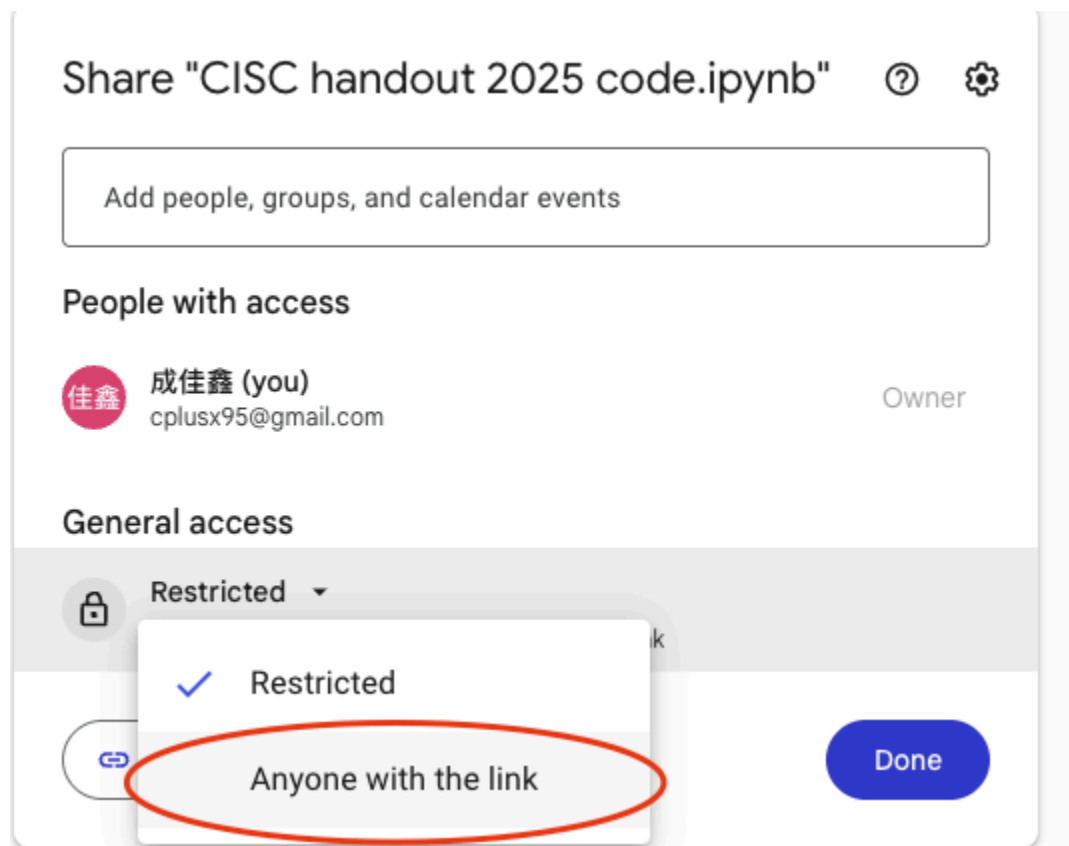 Share "CISC handout 2025 code.ipynb"
Add people, groups, and calendar events
People with access
佳鑫
成佳鑫 (you)
cplusx95@gmail.com
Owner
General access
Restricted
Restricted
Anyone with the link
Done